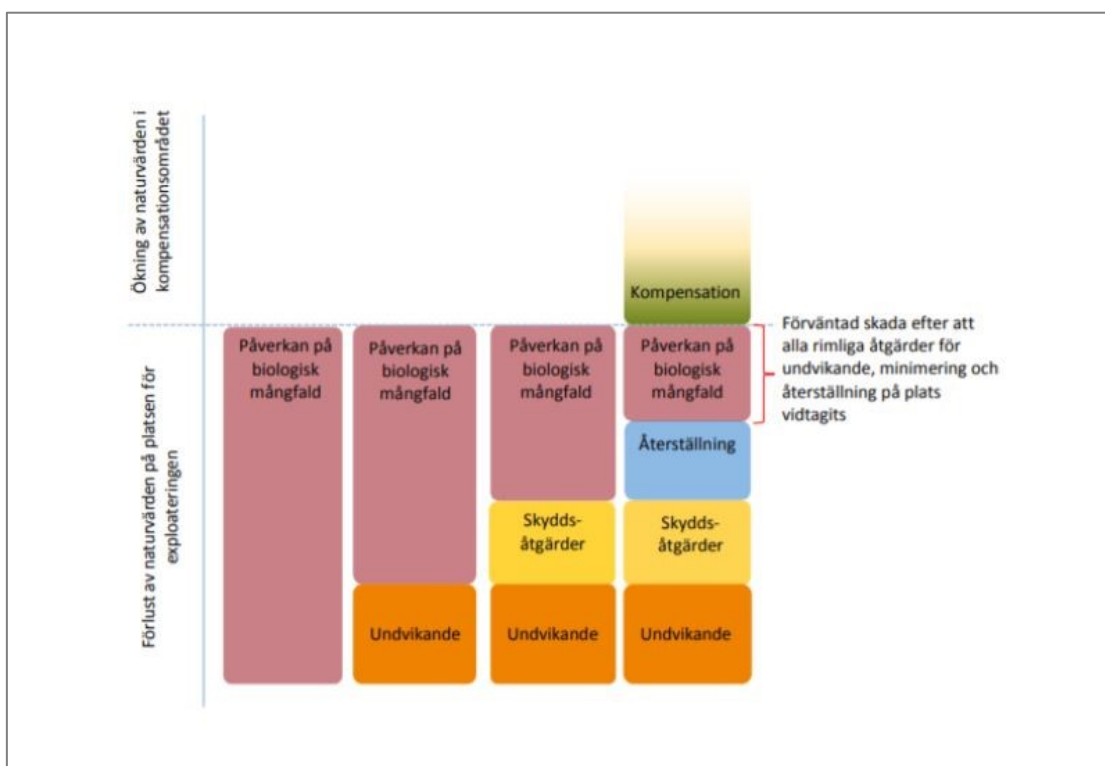 Ökning av naturvärden i
kompensationsområdet
Förlust av naturvärden på platsen för
exploateringen
Påverkan på
biologisk
mångfald
Påverkan på
biologisk
mångfald
Undvikande
Påverkan på
biologisk
mångfald
Skydds-
åtgärder
Undvikande
Kompensation
Påverkan på
biologisk
mångfald
Återställning
Skydds-
åtgärder
Undvikande
Förväntad skada efter att
alla rimliga åtgärder för
undvikande, minimering och
återställning på plats
vidtagits